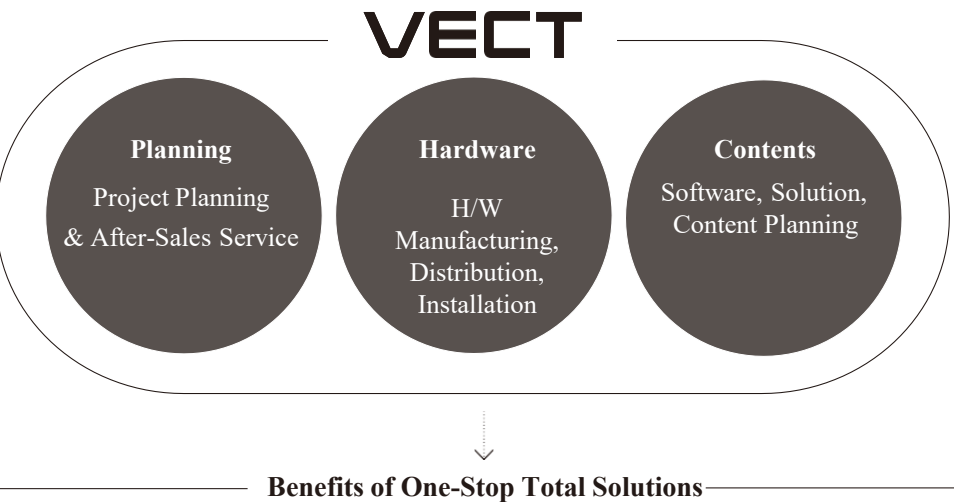 VECT
Planning
Project Planning
& After-Sales Service
Hardware
H/W
Manufacturing,
Distribution,
Installation
Contents
Software, Solution,
Content Planning
Benefits of One-Stop Total Solutions